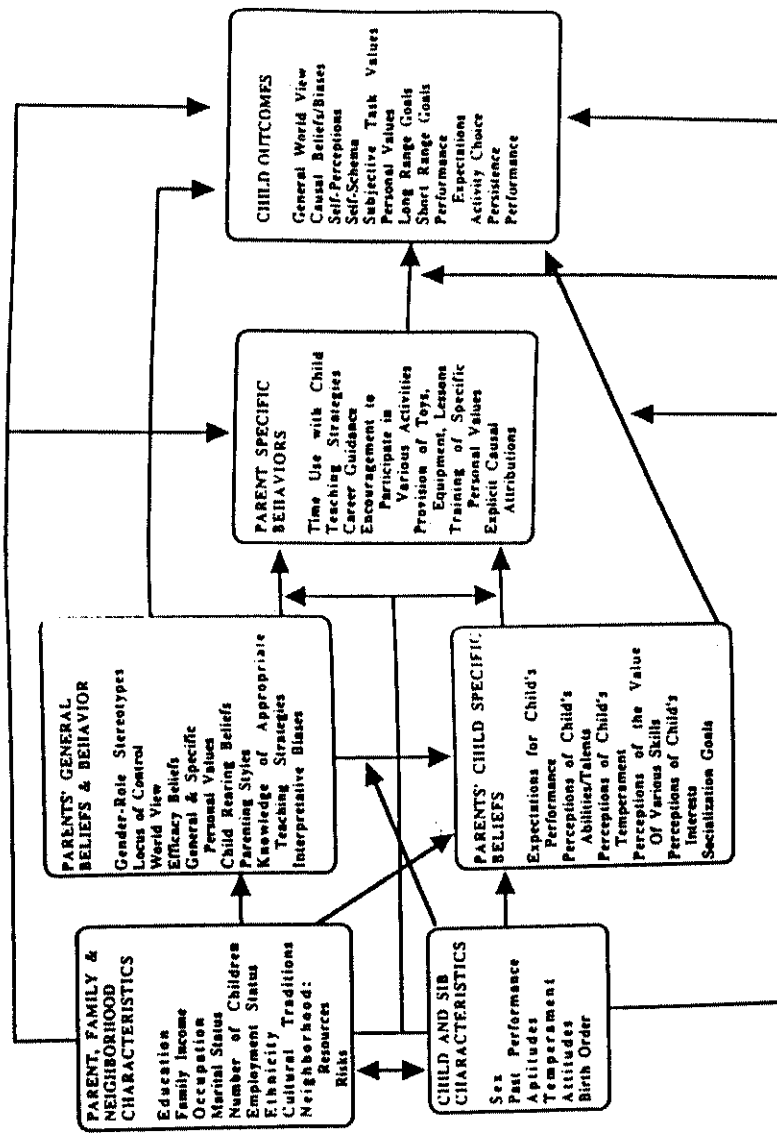 PARENT, FAMILY &
NEIGHBORHOOD
CHARACTERISTICS
Education
Family Income
Occupation
Marital Status
Number of Children
Employment Status
Ethnicity
Cultural Traditions
Neighborhood:
Resources
Risks
CHILD AND SIB
CHARACTERISTICS
Sex
Past Performance
Aptitudes
Temperament
Attitudes
Birth Order
PARENTS' GENERAL
BELIEFS & BEHAVIOR
Gender-Role Stereotypes
Locus of Control
World View
Efficacy Beliefs
General & Specific
Personal Values
Child Rearing Beliefs
Parenting Styles
Knowledge of Appropriate
Teaching Strategies
Interpretative Biases
PARENTS' CHILD SPECIFIC
BELIEFS
Expectations for Child's
Performance
Perceptions of Child's
Abilities/Talents
Perceptions of Child's
Temperament
Perceptions of the Value
Of Various Skills
Perceptions of Child's
Interests
Socialization Goals
PARENT SPECIFIC
BEHAVIORS
Time Use with Child
Teaching Strategies
Career Guidance
Encouragement to
Participate in
Various Activities
Provision of Toys,
Equipment, Lessons
Training of Specific
Personal Values
Explicit Causal
Attributions
CHILD OUTCOMES
General World View
Causal Beliefs/Biases
Self-Perceptions
Self-Schema
Subjective Task Values
Personal Values
Long Range Goals
Short Range Goals
Performance
Expectations
Activity Choice
Persistence
Performance